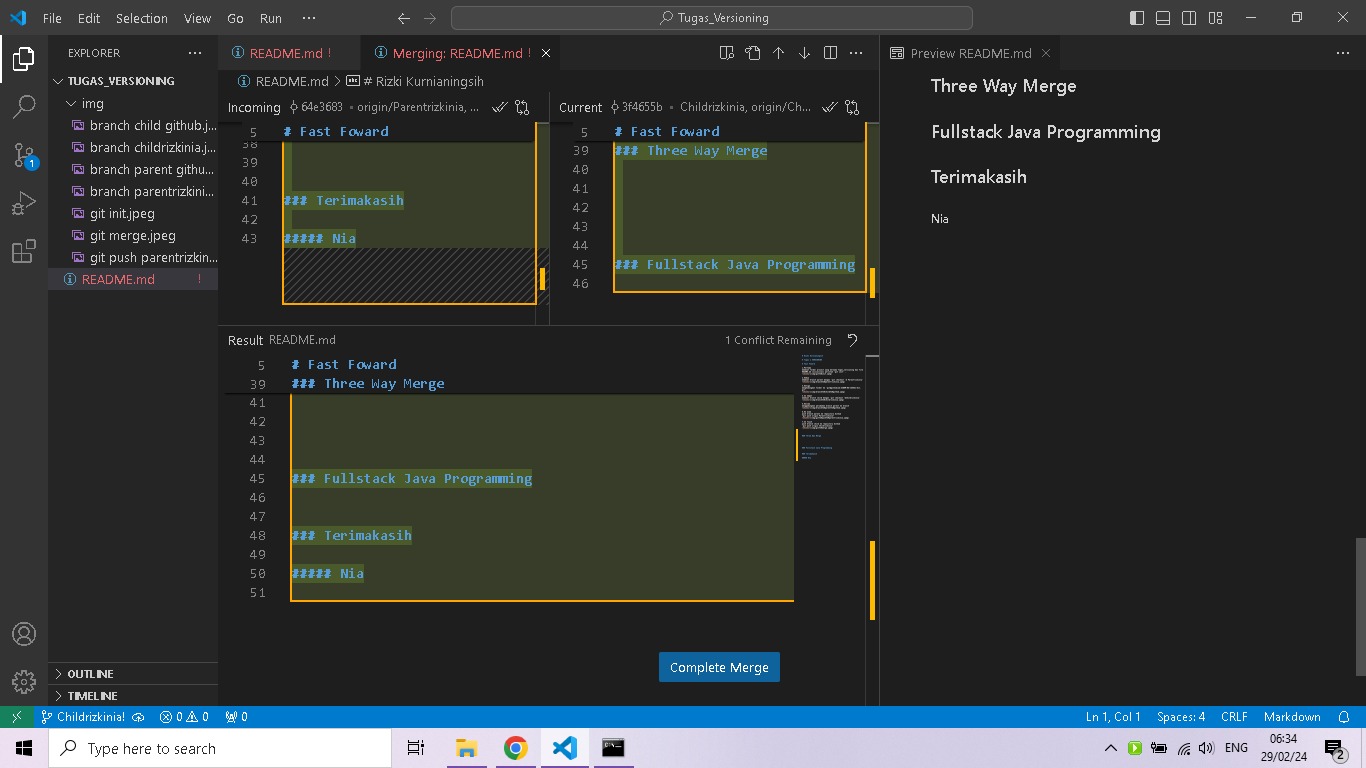 File Edit Selection View Go Run ··· Tugas_Versioning
EXPLORER ···
TUGAS_VERSIONING
img
branch child github.j...
branch childrizkinia.j...
branch parent githu...
branch parentrizkini...
git init.jpeg
git merge.jpeg
git push parentrizkin...
README.md !
OUTLINE
TIMELINE
1
README.md ! Merging: README.md ! ···
README.md > # Rizki Kurnianingsih
Incoming 64e3683 • origin/Parentrizkinia, ...
5 # Fast Foward
38
39
40
41 ### Terimakasih
42
43 ##### Nia
Current 3f4655b • Childrizkinia, origin/Ch...
5 # Fast Foward
39 ### Three Way Merge
40
41
42
43
44
45 ### Fullstack Java Programming
46
Result README.md 1 Conflict Remaining
5 # Fast Foward
39 ### Three Way Merge
41
42
43
44
45 ### Fullstack Java Programming
46
47
48 ### Terimakasih
49
50 ##### Nia
51
Complete Merge
Preview README.md ···
Three Way Merge
Fullstack Java Programming
Terimakasih
Nia
Childrizkinia! 0 0 0 Ln 1, Col 1 Spaces: 4 CRLF Markdown
Type here to search ENG 06:34
29/02/24 2